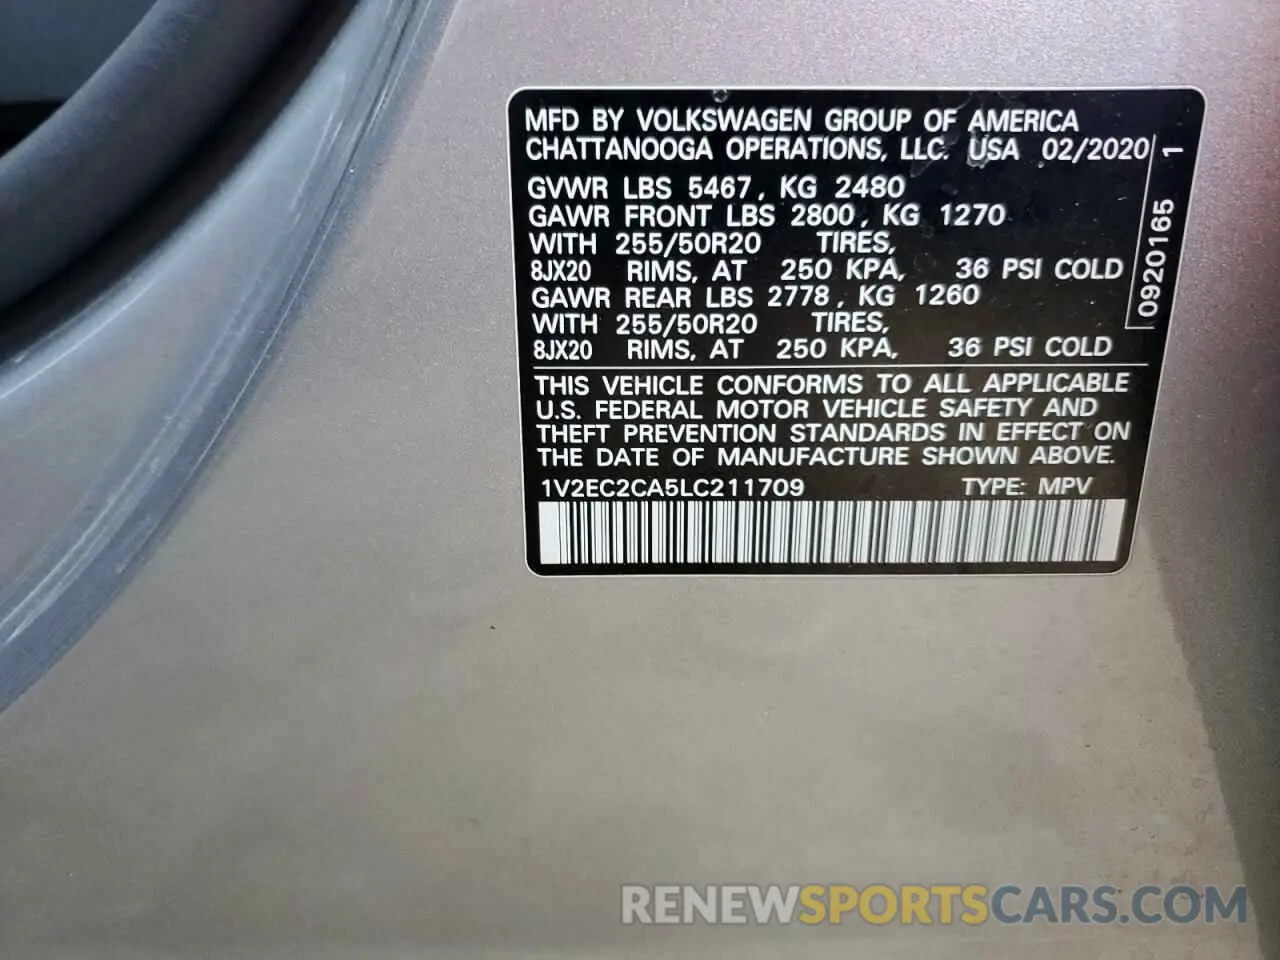 MFD BY VOLKSWAGEN GROUP OF AMERICA
CHATTANOOGA OPERATIONS, LLC. USA 02/2020
GVWR LBS 5467, KG 2480
GAWR FRONT LBS 2800, KG 1270
WITH 255/50R20 TIRES,
8JX20 RIMS, AT 250 KPA, 36 PSI COLD
GAWR REAR LBS 2778, KG 1260
WITH 255/50R20 TIRES,
8JX20 RIMS, AT 250 KPA, 36 PSI COLD
0920165 1
THIS VEHICLE CONFORMS TO ALL APPLICABLE
U.S. FEDERAL MOTOR VEHICLE SAFETY AND
THEFT PREVENTION STANDARDS IN EFFECT ON
THE DATE OF MANUFACTURE SHOWN ABOVE.
1V2EC2CA5LC211709 TYPE: MPV
RENEWSPORTSCARS.COM